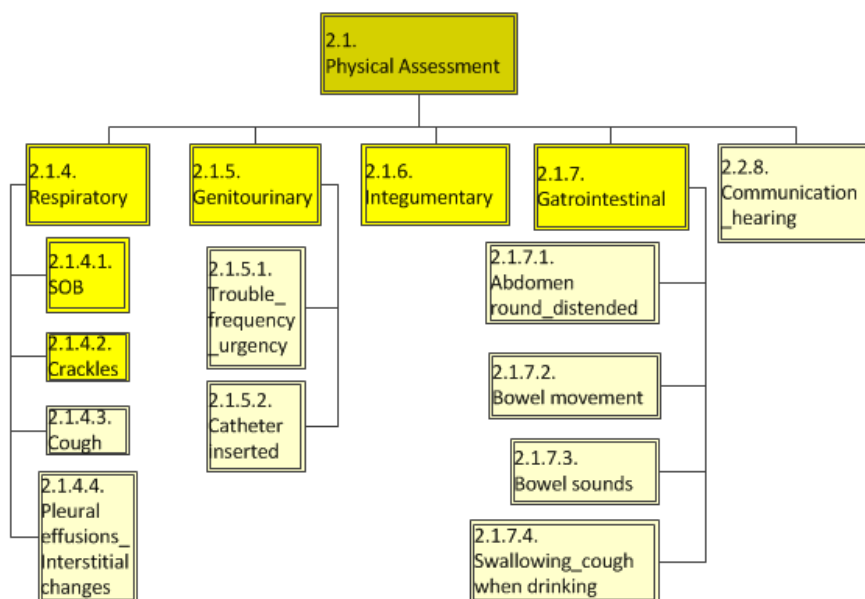 2.1.
Physical Assessment
2.1.4.
Respiratory
2.1.5.
Genitourinary
2.1.6.
Integumentary
2.1.7.
Gatrointestinal
2.2.8.
Communication
_hearing
2.1.4.1.
SOB
2.1.4.2.
Crackles
2.1.4.3.
Cough
2.1.4.4.
Pleural
effusions_
Interstitial
changes
2.1.5.1.
Trouble_
frequency
_urgency
2.1.5.2.
Catheter
inserted
2.1.7.1.
Abdomen
round_distended
2.1.7.2.
Bowel movement
2.1.7.3.
Bowel sounds
2.1.7.4.
Swallowing_cough
when drinking